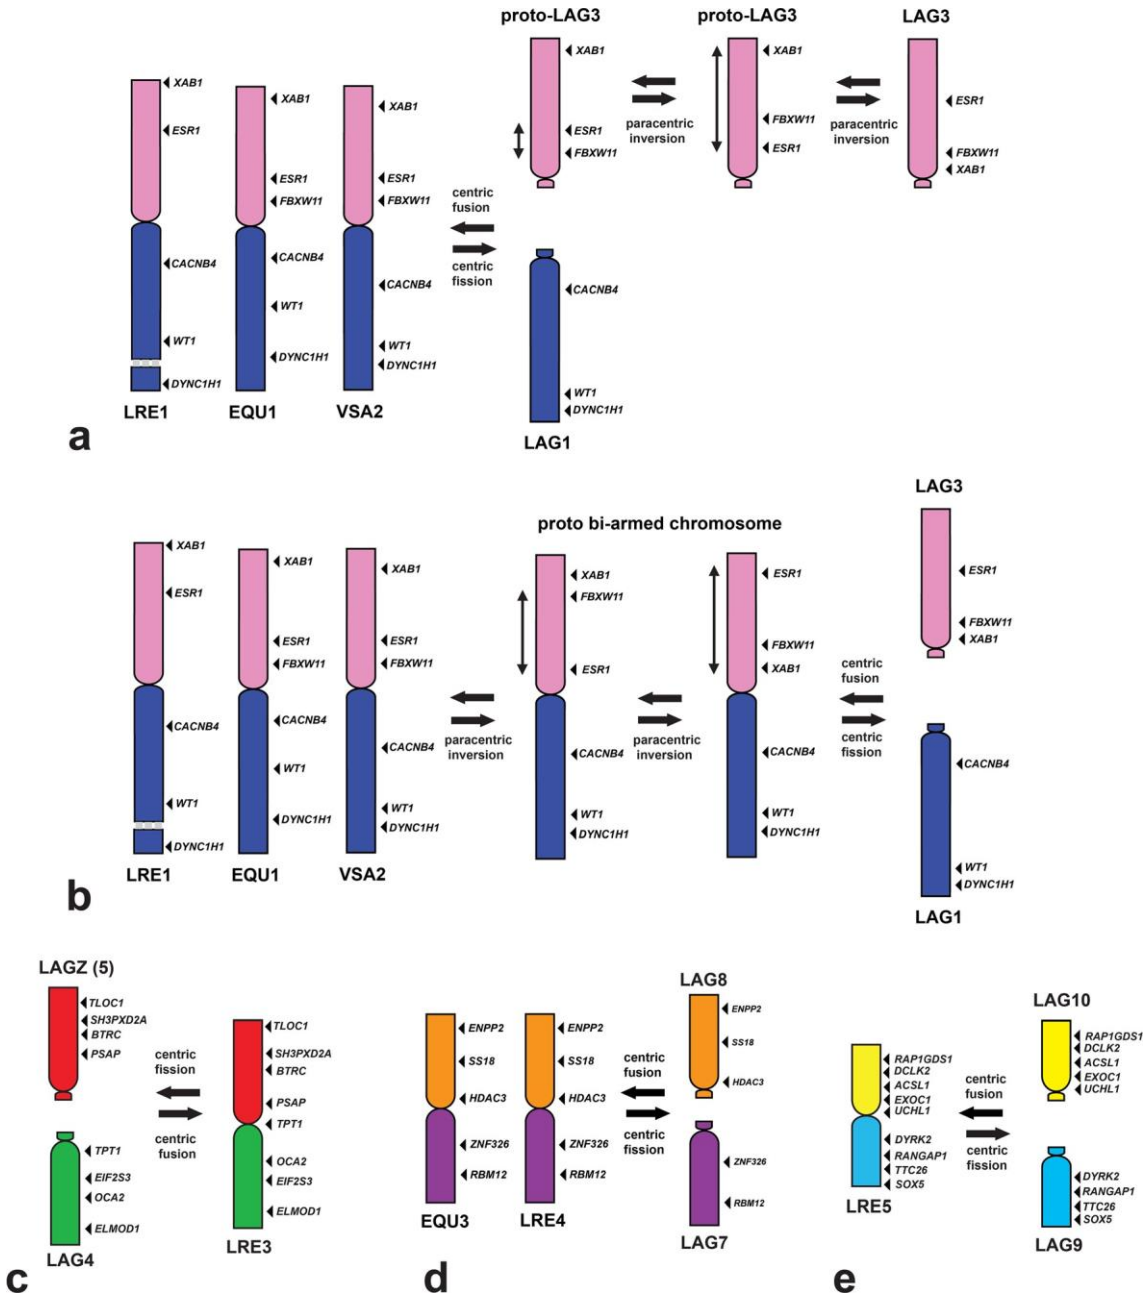 proto-LAG3
proto-LAG3
LAG3
XAB1
ESR1
CACNB4
WT1
DYNC1H1
LRE1
XAB1
ESR1
FBXW11
CACNB4
WT1
DYNC1H1
EQU1
XAB1
ESR1
FBXW11
CACNB4
WT1
DYNC1H1
VSA2
centric
fusion
centric
fission
XAB1
ESR1
FBXW11
CACNB4
WT1
DYNC1H1
LAG1
paracentric
inversion
XAB1
FBXW11
ESR1
paracentric
inversion
ESR1
FBXW11
XAB1
a
proto bi-armed chromosome
LAG3
XAB1
ESR1
CACNB4
WT1
DYNC1H1
LRE1
XAB1
ESR1
FBXW11
CACNB4
WT1
DYNC1H1
EQU1
XAB1
ESR1
FBXW11
CACNB4
WT1
DYNC1H1
VSA2
paracentric
inversion
XAB1
FBXW11
ESR1
CACNB4
WT1
DYNC1H1
paracentric
inversion
ESR1
FBXW11
XAB1
CACNB4
WT1
DYNC1H1
centric
fusion
centric
fission
ESR1
FBXW11
XAB1
CACNB4
WT1
DYNC1H1
LAG1
b
LAGZ (5)
TLOC1
SH3PXD2A
BTRC
PSAP
TPT1
EIF2S3
OCA2
ELMOD1
LAG4
centric
fission
centric
fusion
TLOC1
SH3PXD2A
BTRC
PSAP
TPT1
OCA2
EIF2S3
ELMOD1
LRE3
c
ENPP2
SS18
HDAC3
ZNF326
RBM12
EQU3
ENPP2
SS18
HDAC3
ZNF326
RBM12
LRE4
centric
fusion
centric
fission
LAG8
ENPP2
SS18
HDAC3
ZNF326
RBM12
LAG7
d
RAP1GDS1
DCLK2
ACSL1
EXOC1
UCHL1
DYRK2
RANGAP1
TTC26
SOX5
LRE5
centric
fusion
centric
fission
LAG10
RAP1GDS1
DCLK2
ACSL1
EXOC1
UCHL1
DYRK2
RANGAP1
TTC26
SOX5
LAG9
e